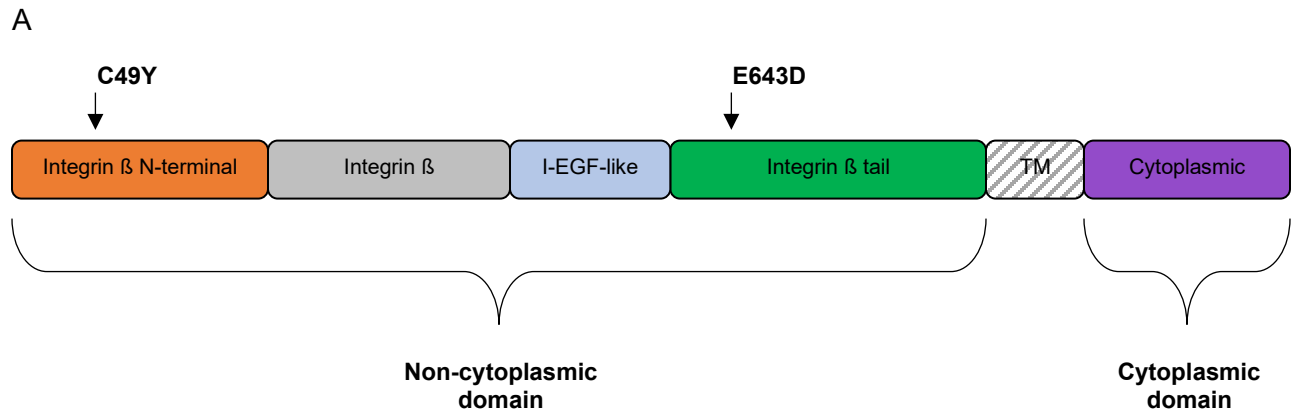 A
C49Y
E643D
Integrin ß N-terminal
Integrin ß
I-EGF-like
Integrin ß tail
TM
Cytoplasmic
Non-cytoplasmic
domain
Cytoplasmic
domain